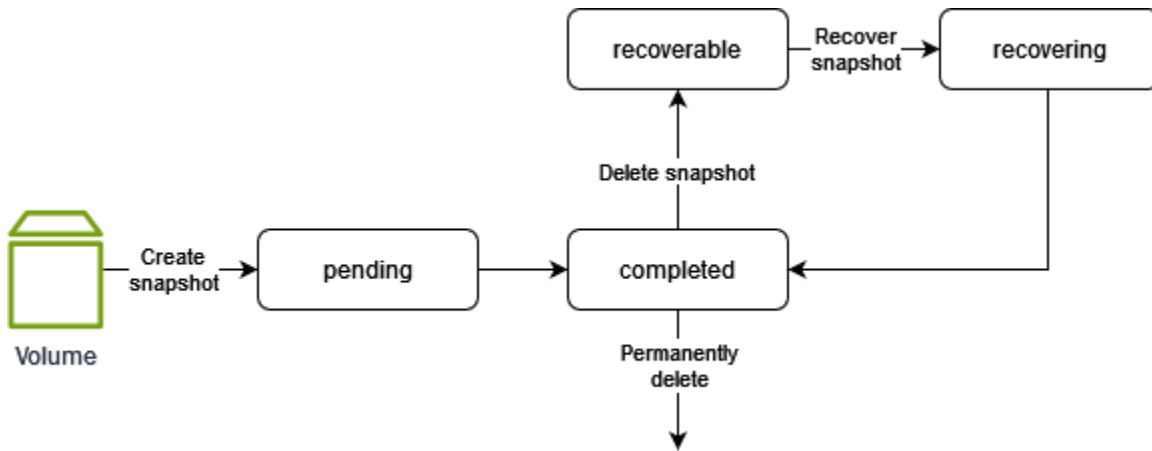 recoverable
Recover
snapshot
recovering
Delete snapshot
Create
snapshot
pending
completed
Volume
Permanently
delete